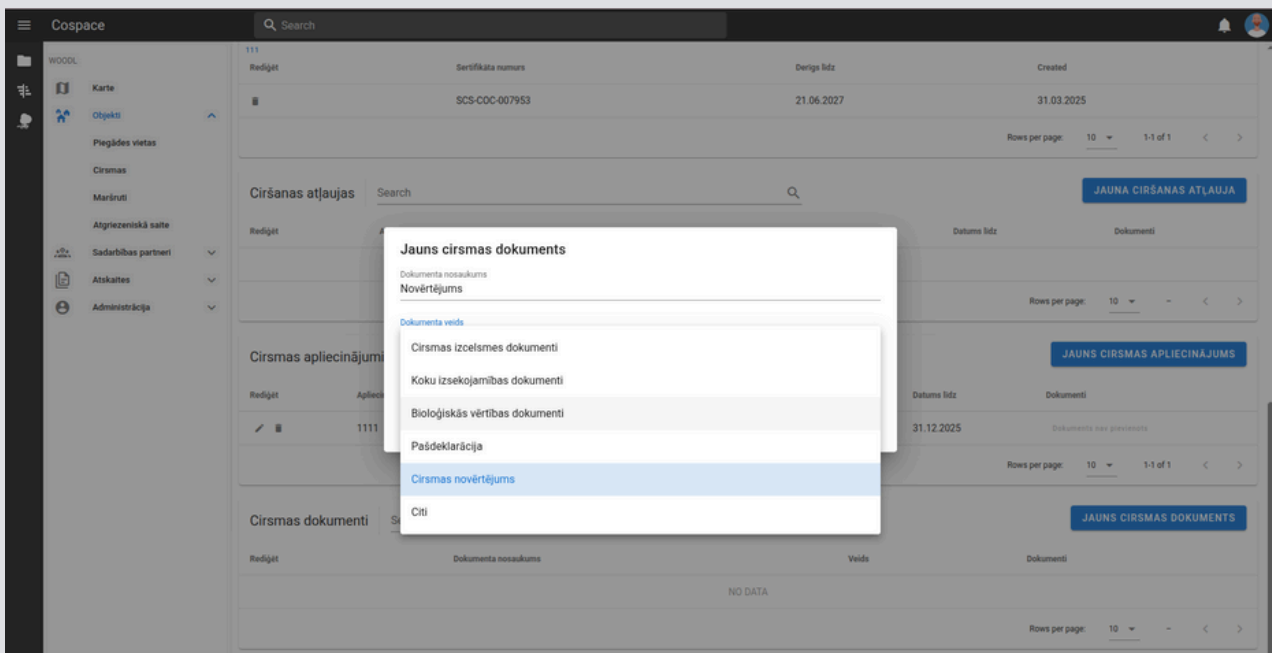 Cospace
Search
WOODL
Karte
Objekti
Piegādes vietas
Cirsmas
Maršruti
Atgriezeniskā saite
Sadarbības partneri
Atskaites
Administrācija
111
Rediģēt Sertifikāta numurs Derīgs līdz Created
SCS-COC-007953 21.06.2027 31.03.2025
Rows per page: 10 1-1 of 1
Ciršanas atļaujas Search JAUNA CIRŠANAS ATĻAUJA
Rediģēt Datums līdz Dokumenti
Rows per page: 10 –
Cirsmas apliecinājumi JAUNS CIRSMAS APLIECINĀJUMS
Rediģēt Datums līdz Dokumenti
1111 31.12.2025 Dokuments nav pievienots
Rows per page: 10 1-1 of 1
Cirsmas dokumenti JAUNS CIRSMAS DOKUMENTS
Rediģēt Dokumenta nosaukums Veids Dokumenti
NO DATA
Rows per page: 10 –
Jauns cirsmas dokuments
Dokumenta nosaukums
Novērtējums
Dokumenta veids
Cirsmas izcelsmes dokumenti
Koku izsekojamības dokumenti
Bioloģiskās vērtības dokumenti
Pašdeklarācija
Cirsmas novērtējums
Citi